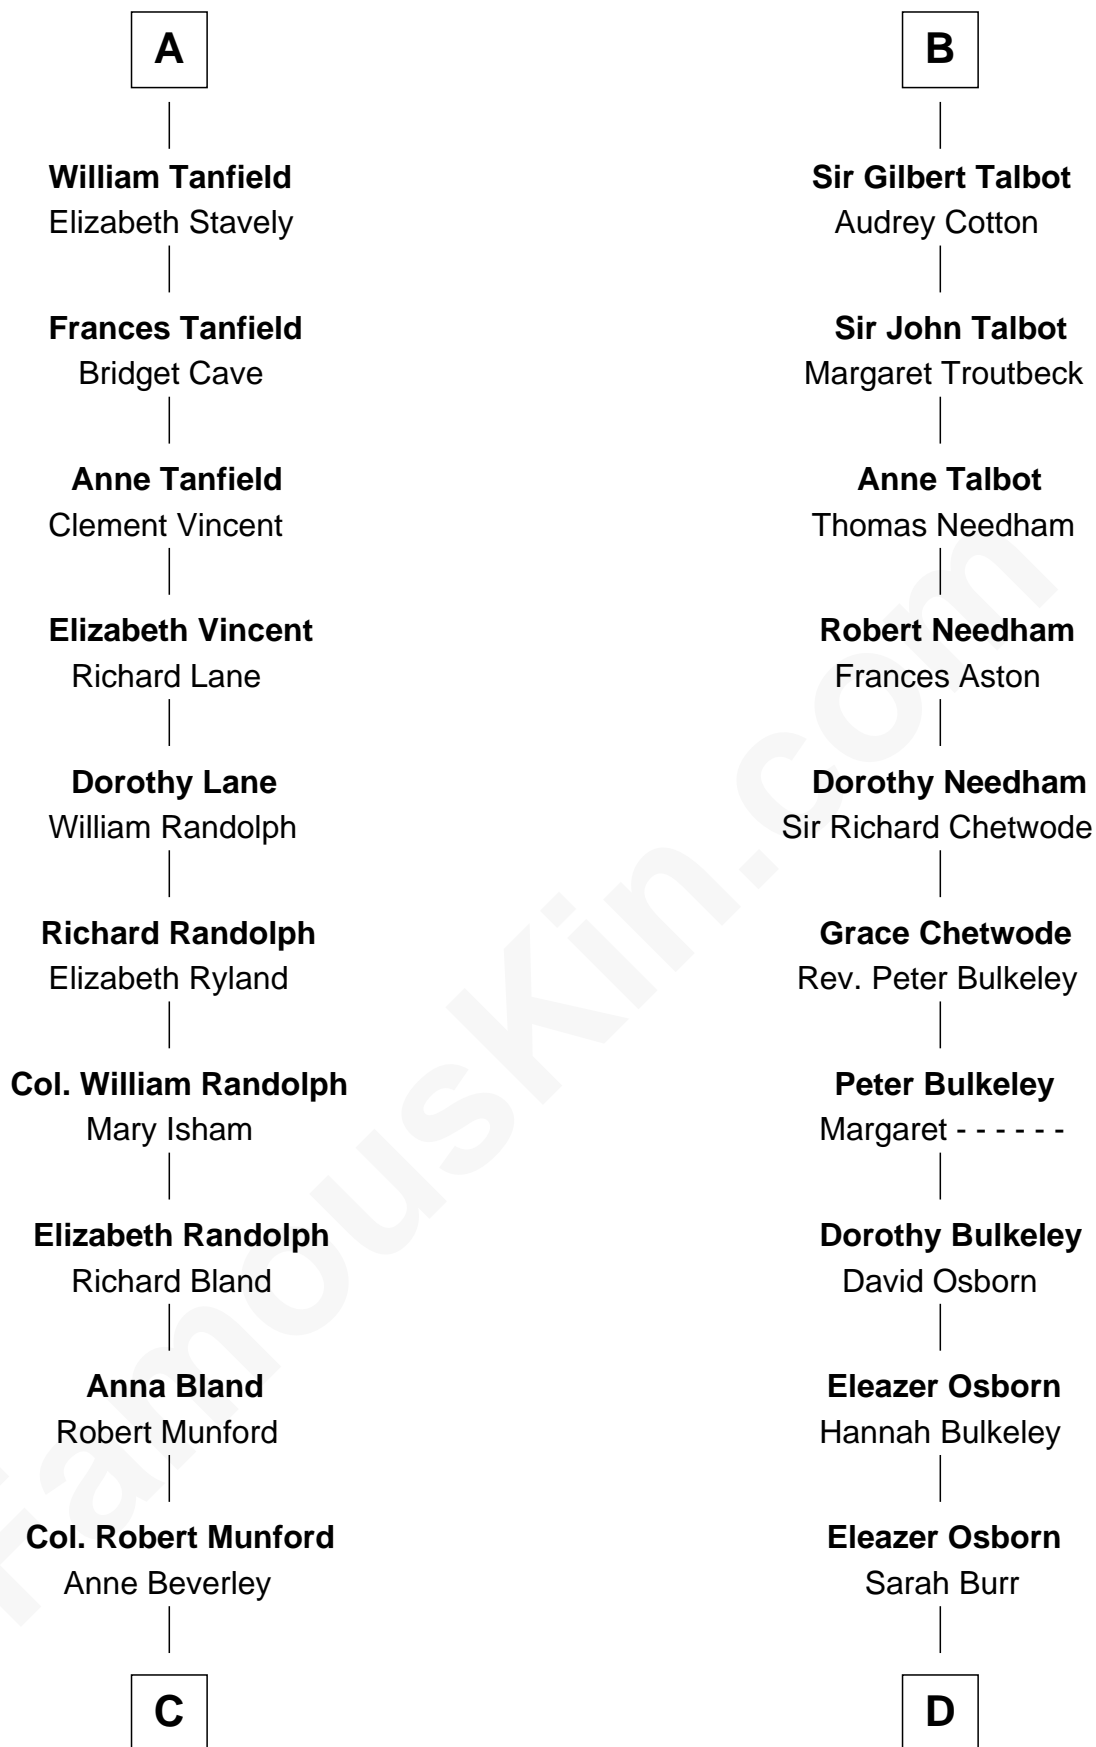 A
William Tanfield
Elizabeth Stavely
Frances Tanfield
Bridget Cave
Anne Tanfield
Clement Vincent
Elizabeth Vincent
Richard Lane
Dorothy Lane
William Randolph
Richard Randolph
Elizabeth Ryland
Col. William Randolph
Mary Isham
Elizabeth Randolph
Richard Bland
Anna Bland
Robert Munford
Col. Robert Munford
Anne Beverley
C
B
Sir Gilbert Talbot
Audrey Cotton
Sir John Talbot
Margaret Troutbeck
Anne Talbot
Thomas Needham
Robert Needham
Frances Aston
Dorothy Needham
Sir Richard Chetwode
Grace Chetwode
Rev. Peter Bulkeley
Peter Bulkeley
Margaret - - - - - -
Dorothy Bulkeley
David Osborn
Eleazer Osborn
Hannah Bulkeley
Eleazer Osborn
Sarah Burr
D
FamousKin.com